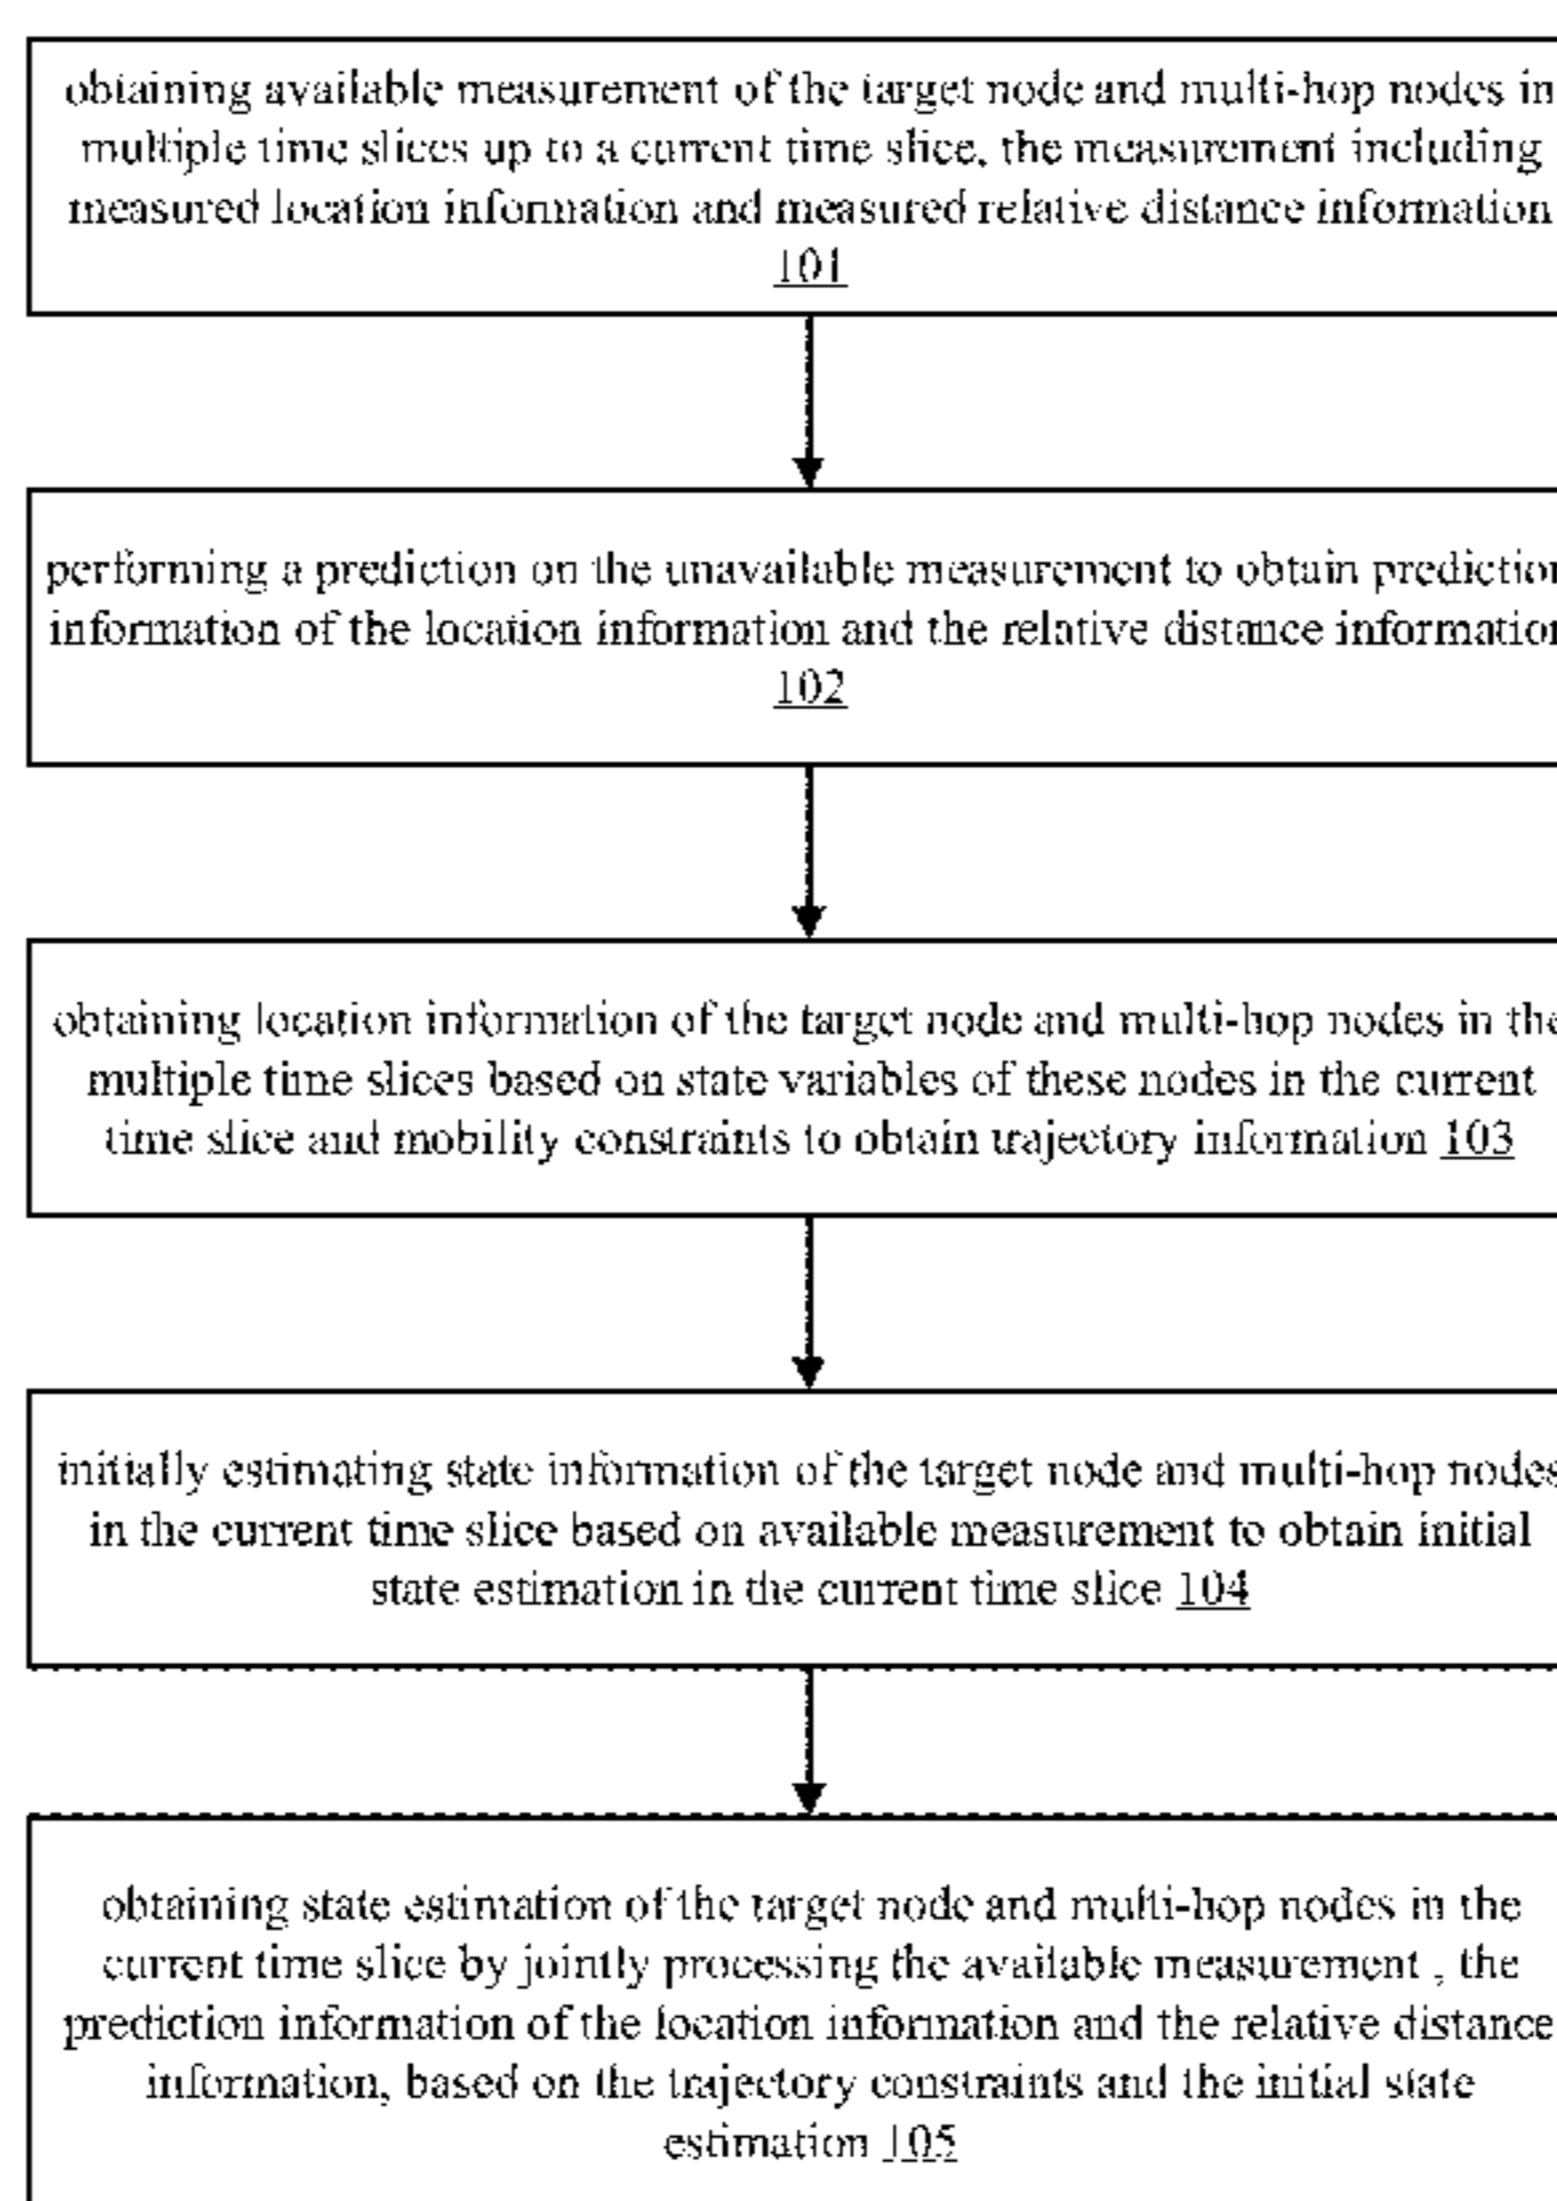 obtaining available measurement of the target node and multi-hop nodes in
multiple time slices up to a current time slice, the measurement including
measured location information and measured relative distance information
101
performing a prediction on the unavailable measurement to obtain prediction
information of the location information and the relative distance information
102
obtaining location information of the target node and multi-hop nodes in the
multiple time slices based on state variables of these nodes in the current
time slice and mobility constraints to obtain trajectory information 103
initially estimating state information of the target node and multi-hop nodes
in the current time slice based on available measurement to obtain initial
state estimation in the current time slice 104
obtaining state estimation of the target node and multi-hop nodes in the
current time slice by jointly processing the available measurement , the
prediction information of the location information and the relative distance
information, based on the trajectory constraints and the initial state
estimation 105